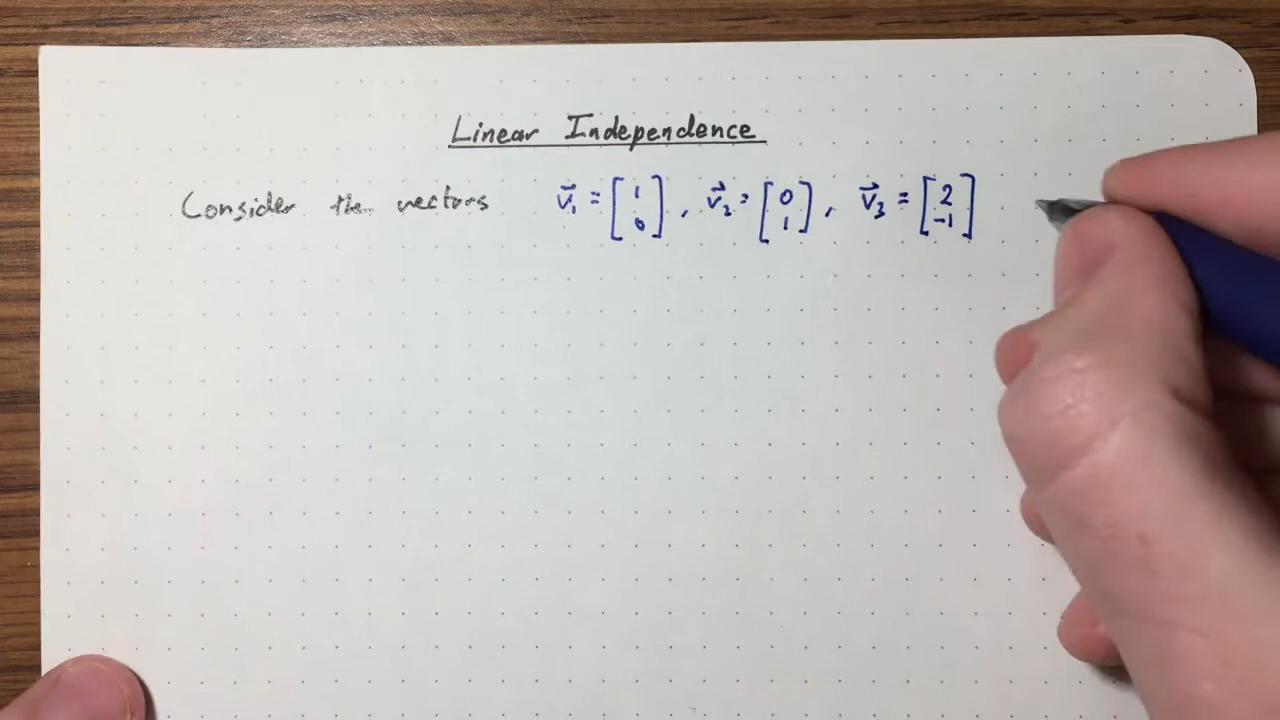 Linear Independence
Consider the vectors v⃗₁ = [1 0], v⃗₂ = [0 1], v⃗₃ = [2 -1]